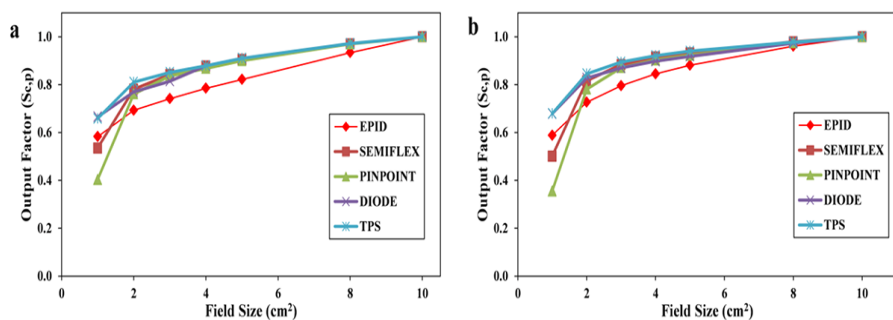 a
Output Factor (Sc,p)
1.0
0.8
0.6
0.4
0.2
0.0
0
2
4
6
8
10
Field Size (cm²)
EPID
SEMIFLEX
PINPOINT
DIODE
TPS
b
Output Factor (Sc,p)
1.0
0.8
0.6
0.4
0.2
0.0
0
2
4
6
8
10
Field Size (cm²)
EPID
SEMIFLEX
PINPOINT
DIODE
TPS